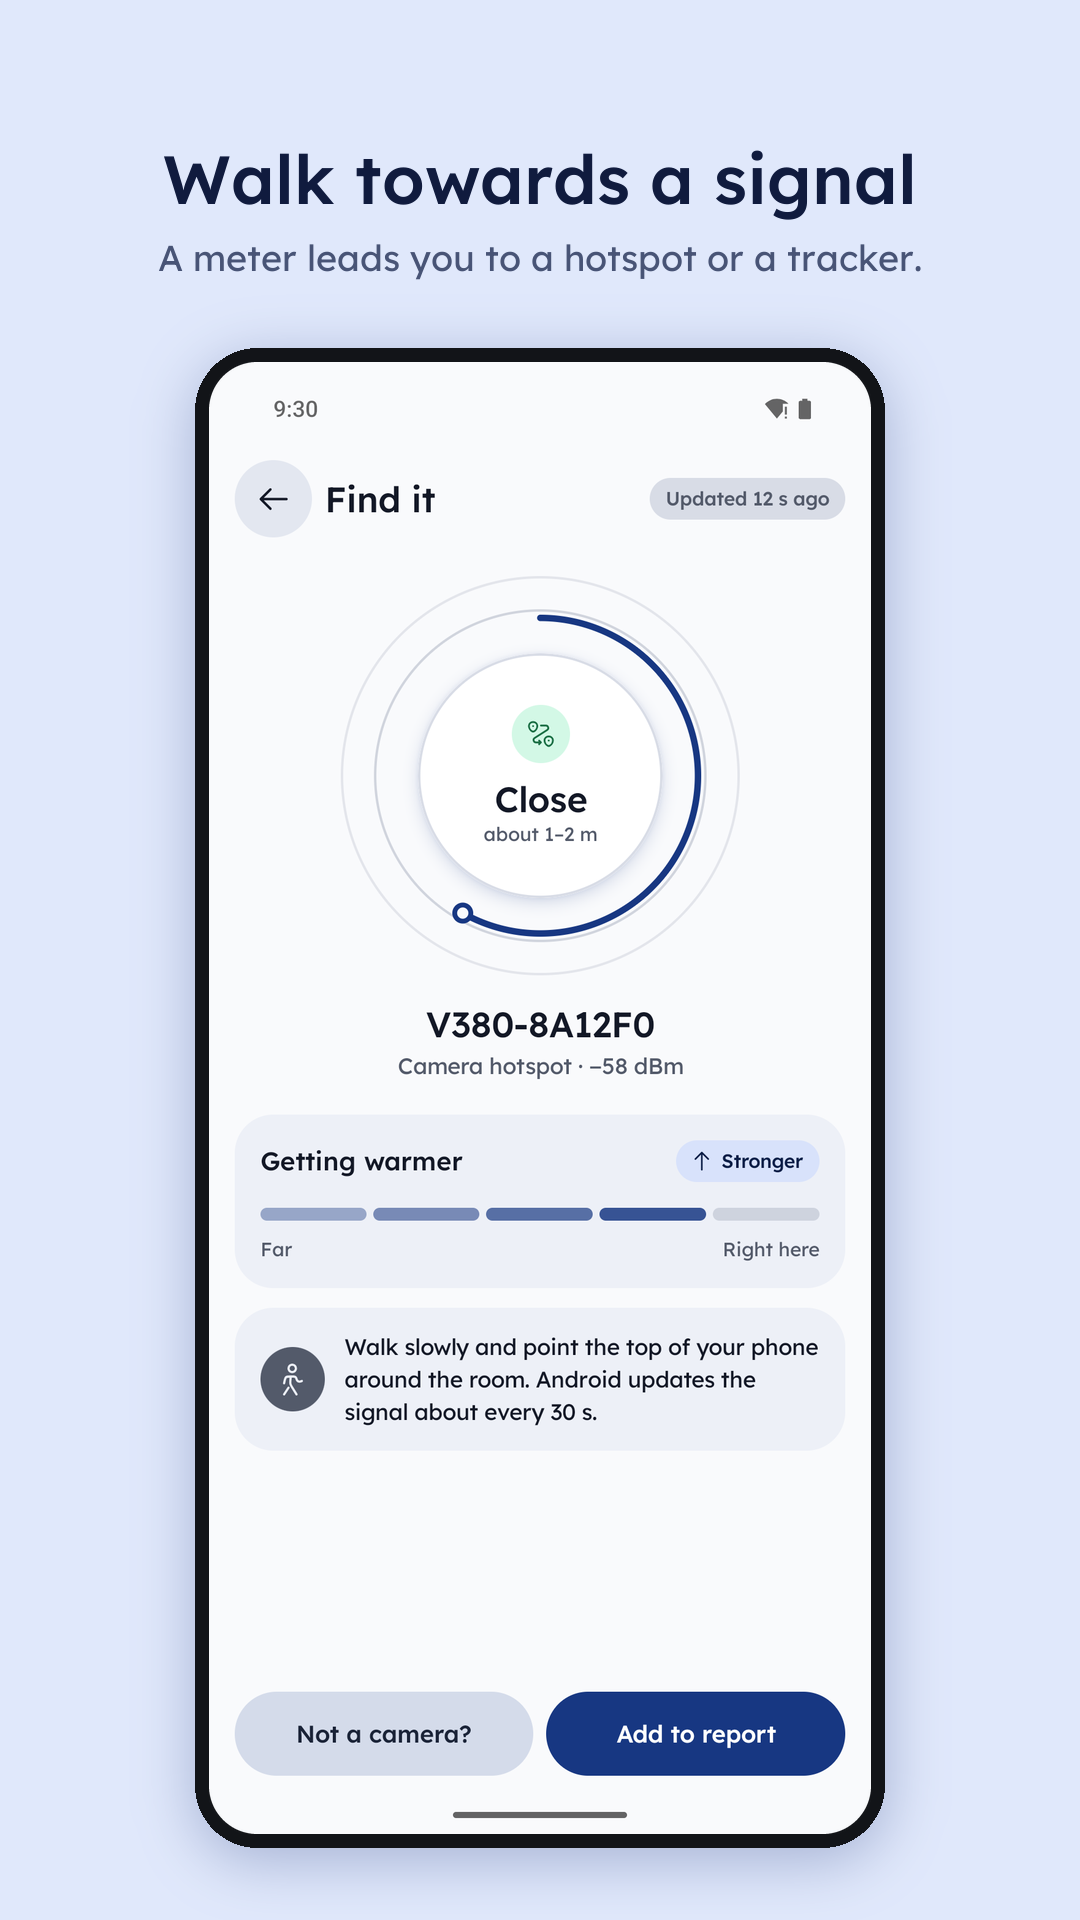 Walk towards a signal
A meter leads you to a hotspot or a tracker.
9:30
Find it
Updated 12 s ago
Close
about 1–2 m
V380-8A12F0
Camera hotspot · −58 dBm
Getting warmer
Stronger
Far
Right here
Walk slowly and point the top of your phone
around the room. Android updates the
signal about every 30 s.
Not a camera?
Add to report